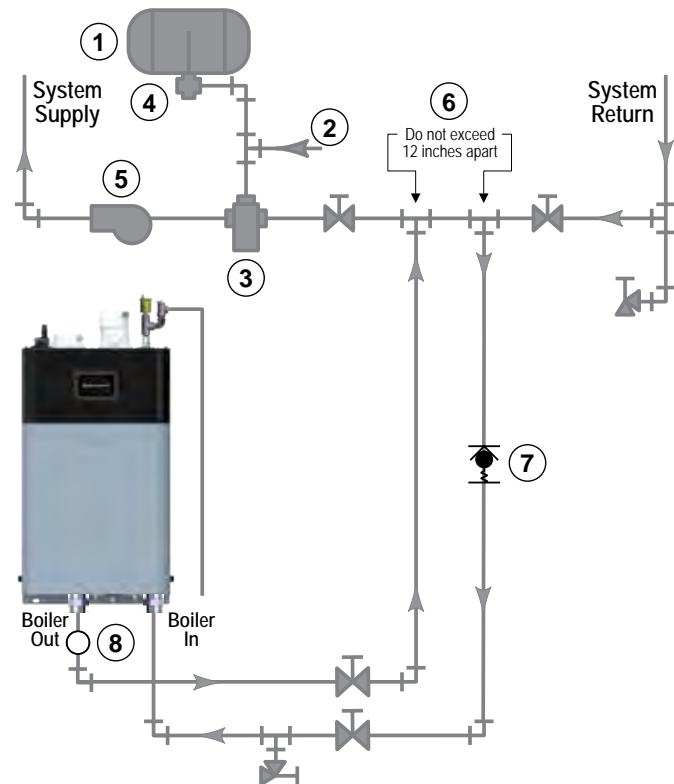 1
System
Supply
4
2
6
System
Return
Do not exceed
12 inches apart
5
3
7
Boiler
Out
8
Boiler
In